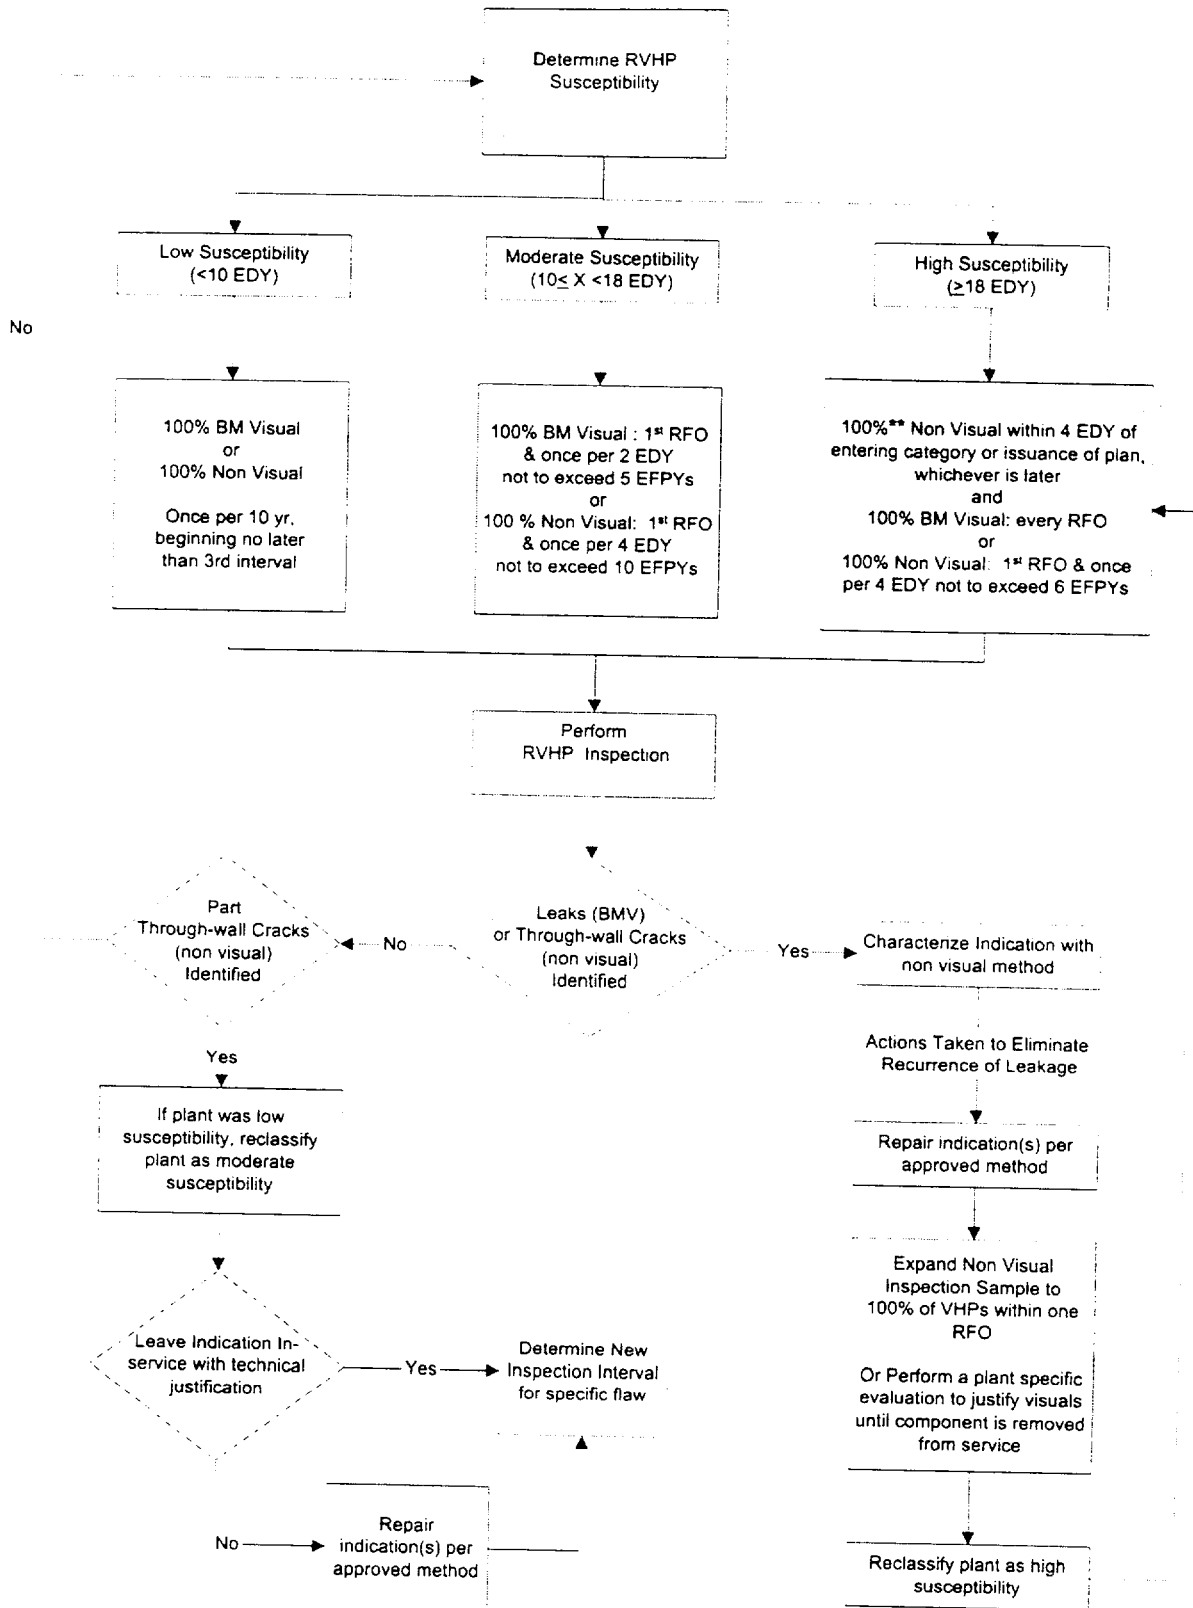 Determine RVHP
Susceptibility
Low Susceptibility
(<10 EDY)
Moderate Susceptibility
(10≤ X <18 EDY)
High Susceptibility
(≥18 EDY)
No
100% BM Visual
or
100% Non Visual
Once per 10 yr,
beginning no later
than 3rd interval
100% BM Visual : 1st RFO
& once per 2 EDY
not to exceed 5 EFPYs
or
100 % Non Visual: 1st RFO
& once per 4 EDY
not to exceed 10 EFPYs
100%** Non Visual within 4 EDY of
entering category or issuance of plan,
whichever is later
and
100% BM Visual: every RFO
or
100% Non Visual: 1st RFO & once
per 4 EDY not to exceed 6 EFPYs
Perform
RVHP Inspection
Part
Through-wall Cracks
(non visual)
Identified
No
Leaks (BMV)
or Through-wall Cracks
(non visual)
Identified
Yes
Characterize Indication with
non visual method
Actions Taken to Eliminate
Recurrence of Leakage
Yes
If plant was low
susceptibility, reclassify
plant as moderate
susceptibility
Repair indication(s) per
approved method
Leave Indication In-
service with technical
justification
Yes
Determine New
Inspection Interval
for specific flaw
Expand Non Visual
Inspection Sample to
100% of VHPs within one
RFO
Or Perform a plant specific
evaluation to justify visuals
until component is removed
from service
No
Repair
indication(s) per
approved method
Reclassify plant as high
susceptibility